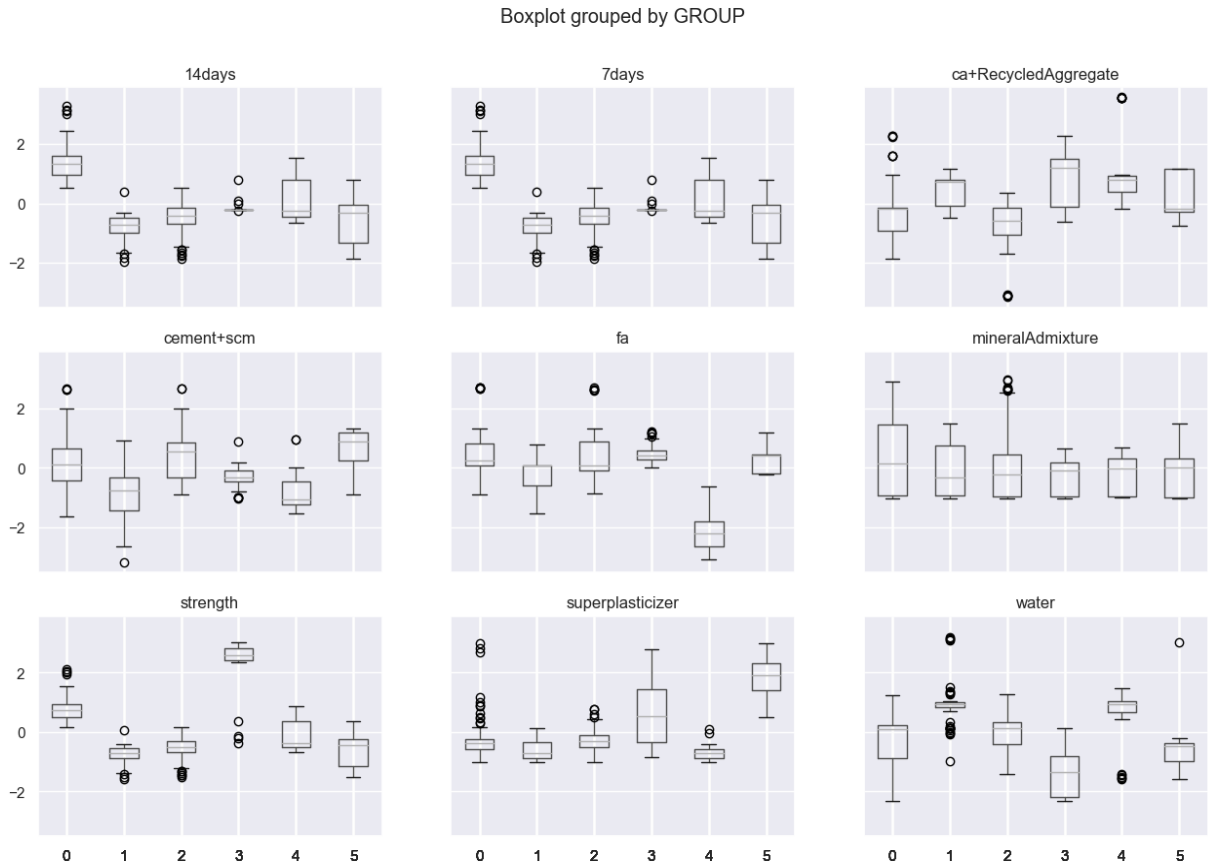 Boxplot grouped by GROUP
14days 7days ca+RecycledAggregate
2
0
−2
cement+scm fa mineralAdmixture
2
0
−2
strength superplasticizer water
2
0
−2
0 1 2 3 4 5 0 1 2 3 4 5 0 1 2 3 4 5